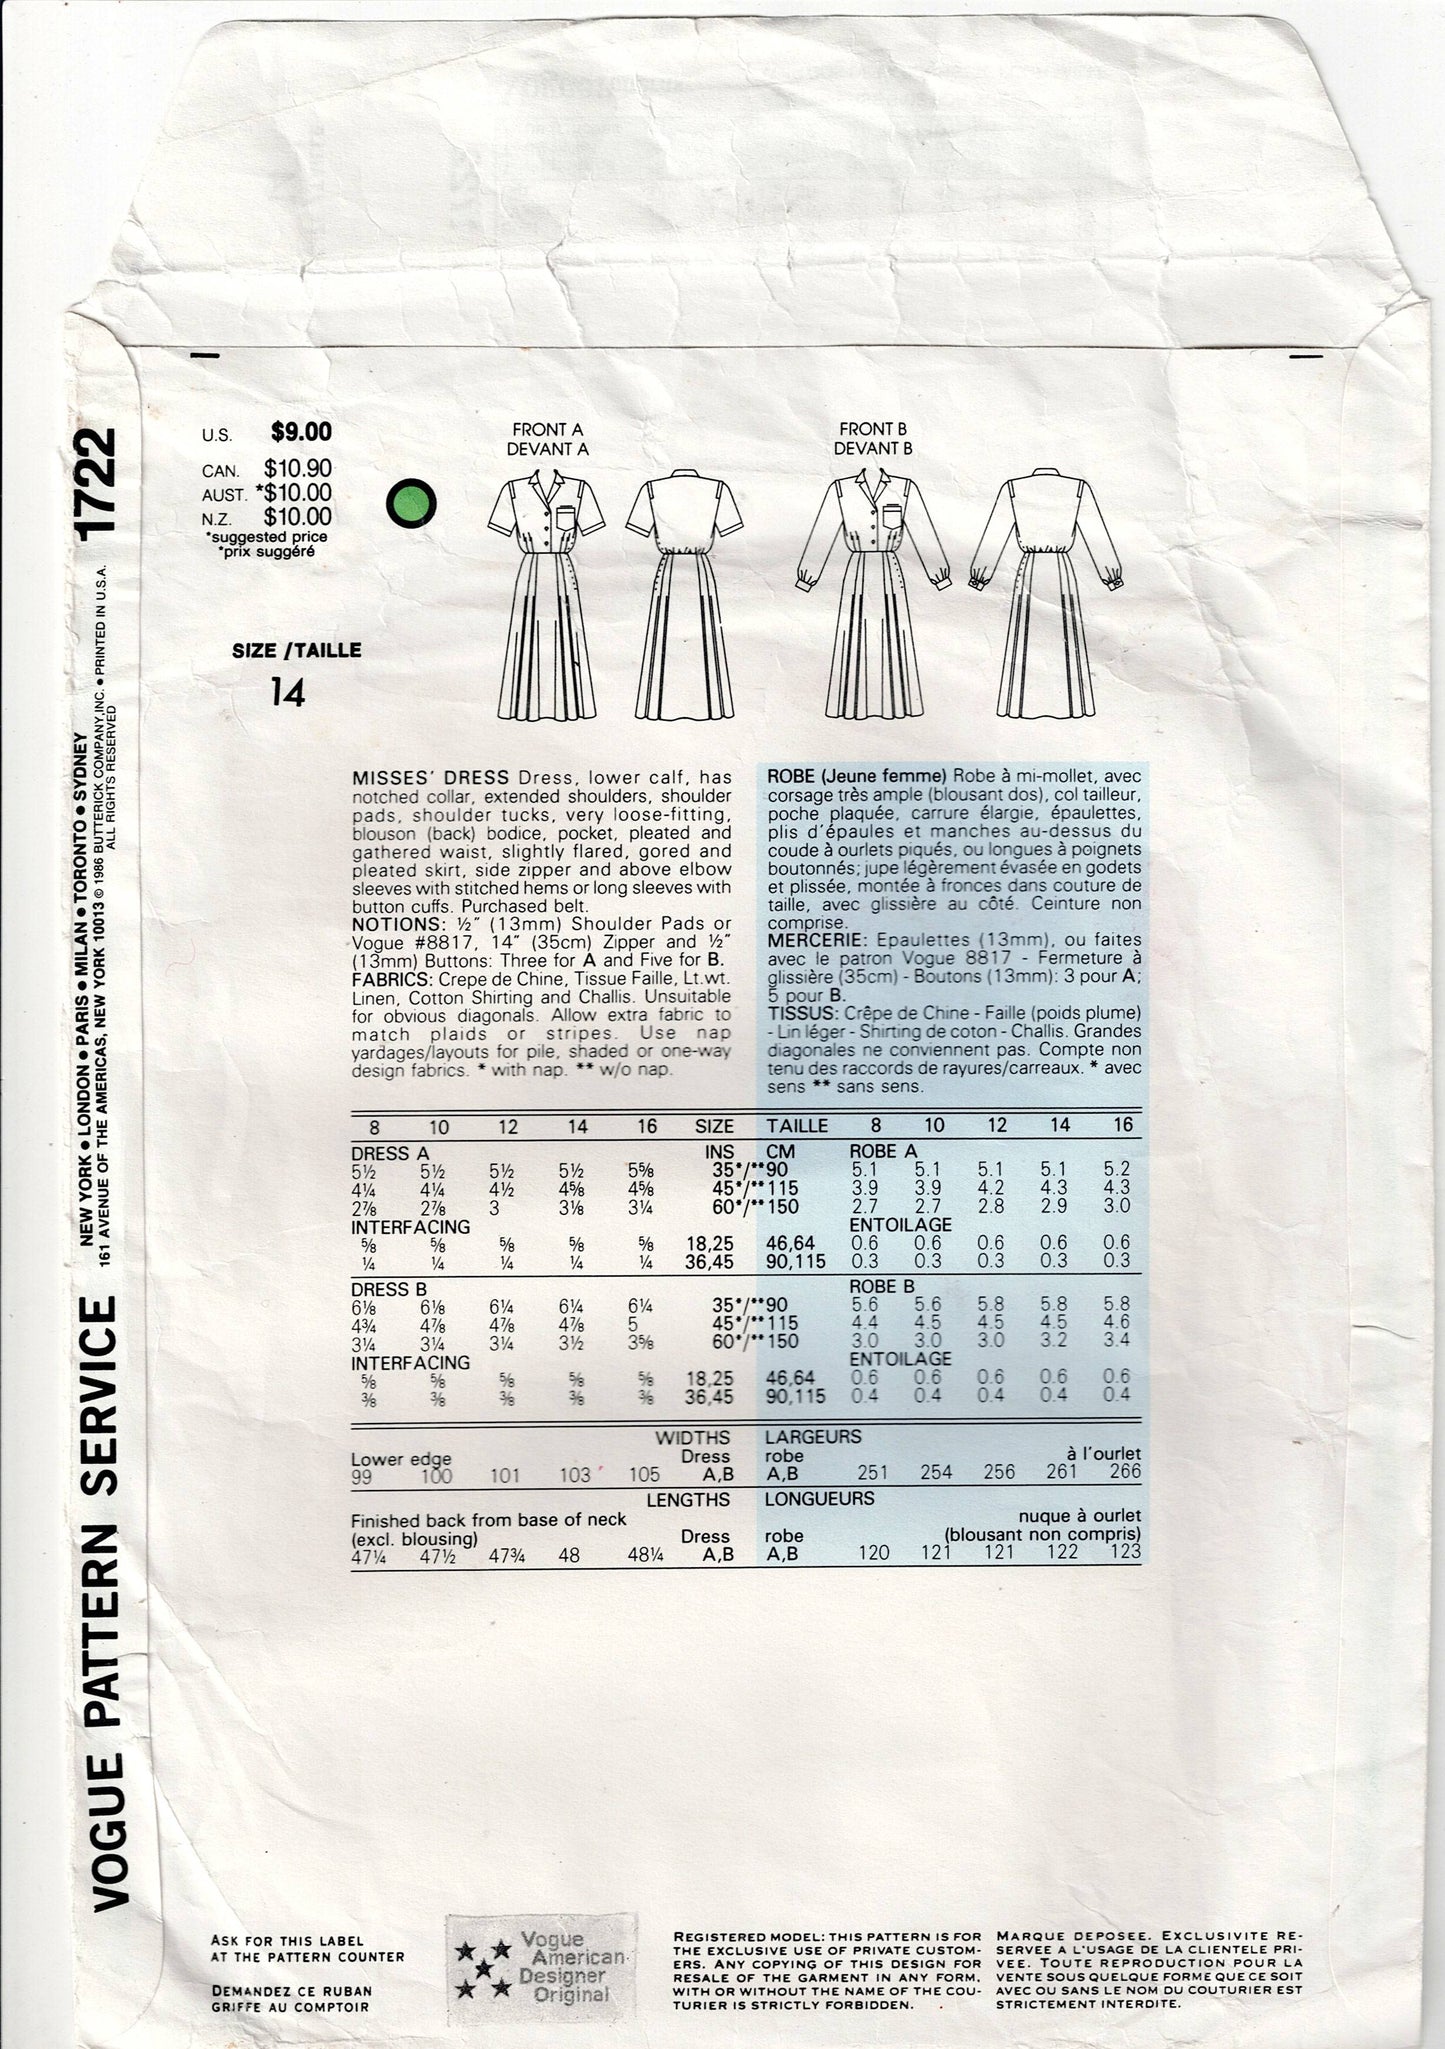 VOGUE PATTERN SERVICE
NEW YORK • LONDON • PARIS • MILAN • TORONTO • SYDNEY
161 AVENUE OF THE AMERICAS, NEW YORK 10013 © 1986 BUTTERICK COMPANY, INC. • PRINTED IN U.S.A.
ALL RIGHTS RESERVED
1722
U.S. $9.00
CAN. $10.90
AUST. *$10.00
N.Z. $10.00
*suggested price
*prix suggéré
SIZE /TAILLE
14
FRONT A
DEVANT A
FRONT B
DEVANT B
MISSES' DRESS Dress, lower calf, has
notched collar, extended shoulders, shoulder
pads, shoulder tucks, very loose-fitting,
blouson (back) bodice, pocket, pleated and
gathered waist, slightly flared, gored and
pleated skirt, side zipper and above elbow
sleeves with stitched hems or long sleeves with
button cuffs. Purchased belt.
NOTIONS: ½" (13mm) Shoulder Pads or
Vogue #8817, 14" (35cm) Zipper and ½"
(13mm) Buttons: Three for A and Five for B.
FABRICS: Crepe de Chine, Tissue Faille, Lt.wt.
Linen, Cotton Shirting and Challis. Unsuitable
for obvious diagonals. Allow extra fabric to
match plaids or stripes. Use nap
yardages/layouts for pile, shaded or one-way
design fabrics. * with nap. ** w/o nap.
ROBE (Jeune femme) Robe à mi-mollet, avec
corsage très ample (blousant dos), col tailleur,
poche plaquée, carrure élargie, épaulettes,
plis d'épaules et manches au-dessus du
coude à ourlets piqués, ou longues à poignets
boutonnés; jupe légèrement évasée en godets
et plissée, montée à fronces dans couture de
taille, avec glissière au côté. Ceinture non
comprise.
MERCERIE: Epaulettes (13mm), ou faites
avec le patron Vogue 8817 - Fermeture à
glissière (35cm) - Boutons (13mm): 3 pour A;
5 pour B.
TISSUS: Crêpe de Chine - Faille (poids plume)
- Lin léger - Shirting de coton - Challis. Grandes
diagonales ne conviennent pas. Compte non
tenu des raccords de rayures/carreaux. * avec
sens ** sans sens.
8 10 12 14 16 SIZE TAILLE 8 10 12 14 16
DRESS A INS CM ROBE A
5½ 5½ 5½ 5½ 5⅝ 35*/**90 5.1 5.1 5.1 5.1 5.2
4¼ 4¼ 4½ 4⅝ 4⅝ 45*/**115 3.9 3.9 4.2 4.3 4.3
2⅞ 2⅞ 3 3⅛ 3¼ 60*/**150 2.7 2.7 2.8 2.9 3.0
INTERFACING ENTOILAGE
⅝ ⅝ ⅝ ⅝ ⅝ 18,25 46,64 0.6 0.6 0.6 0.6 0.6
¼ ¼ ¼ ¼ ¼ 36,45 90,115 0.3 0.3 0.3 0.3 0.3
DRESS B ROBE B
6⅛ 6⅛ 6¼ 6¼ 6¼ 35*/**90 5.6 5.6 5.8 5.8 5.8
4¾ 4⅞ 4⅞ 4⅞ 5 45*/**115 4.4 4.5 4.5 4.5 4.6
3¼ 3¼ 3¼ 3½ 3⅝ 60*/**150 3.0 3.0 3.0 3.2 3.4
INTERFACING ENTOILAGE
⅝ ⅝ ⅝ ⅝ ⅝ 18,25 46,64 0.6 0.6 0.6 0.6 0.6
⅜ ⅜ ⅜ ⅜ ⅜ 36,45 90,115 0.4 0.4 0.4 0.4 0.4
WIDTHS LARGEURS
Lower edge Dress robe à l'ourlet
99 100 101 103 105 A,B A,B 251 254 256 261 266
LENGTHS LONGUEURS
Finished back from base of neck nuque à ourlet
(excl. blousing) Dress robe (blousant non compris)
47¼ 47½ 47¾ 48 48¼ A,B A,B 120 121 121 122 123
ASK FOR THIS LABEL
AT THE PATTERN COUNTER
DEMANDEZ CE RUBAN
GRIFFE AU COMPTOIR
Vogue
American
Designer
Original
REGISTERED MODEL: THIS PATTERN IS FOR
THE EXCLUSIVE USE OF PRIVATE CUSTOM-
ERS. ANY COPYING OF THIS DESIGN FOR
RESALE OF THE GARMENT IN ANY FORM,
WITH OR WITHOUT THE NAME OF THE COU-
TURIER IS STRICTLY FORBIDDEN.
MARQUE DEPOSEE. EXCLUSIVITE RE-
SERVEE A L'USAGE DE LA CLIENTELE PRI-
VEE. TOUTE REPRODUCTION POUR LA
VENTE SOUS QUELQUE FORME QUE CE SOIT
AVEC OU SANS LE NOM DU COUTURIER EST
STRICTEMENT INTERDITE.